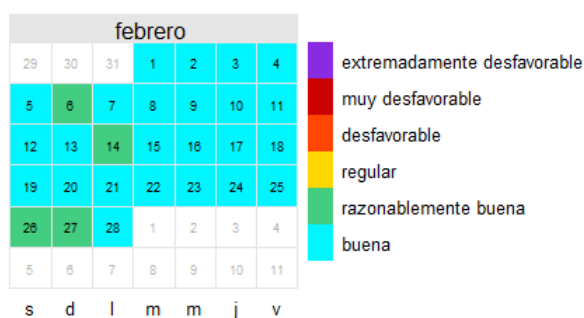 febrero
29 30 31 1 2 3 4
5 6 7 8 9 10 11
12 13 14 15 16 17 18
19 20 21 22 23 24 25
26 27 28 1 2 3 4
5 6 7 8 9 10 11
s d l m m j v
extremadamente desfavorable
muy desfavorable
desfavorable
regular
razonablemente buena
buena